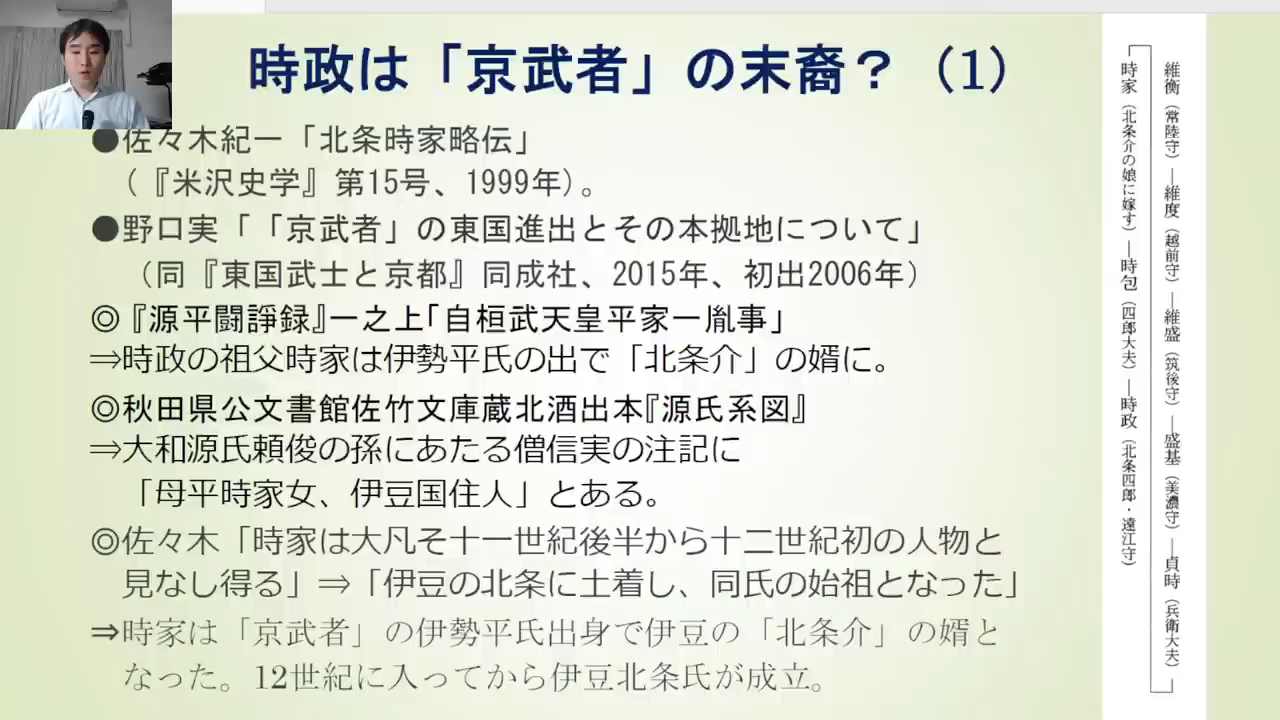 時政は「京武者」の末裔？（1）
●佐々木紀一「北条時家略伝」
（『米沢史学』第15号、1999年）。
●野口実「「京武者」の東国進出とその本拠地について」
（同『東国武士と京都』同成社、2015年、初出2006年）
◎『源平闘諍録』一之上「自桓武天皇平家一胤事」
⇒時政の祖父時家は伊勢平氏の出で「北条介」の婿に。
◎秋田県公文書館佐竹文庫蔵北酒出本『源氏系図』
⇒大和源氏頼俊の孫にあたる僧信実の注記に
「母平時家女、伊豆国住人」とある。
◎佐々木「時家は大凡そ十一世紀後半から十二世紀初の人物と
見なし得る」⇒「伊豆の北条に土着し、同氏の始祖となった」
⇒時家は「京武者」の伊勢平氏出身で伊豆の「北条介」の婿と
なった。12世紀に入ってから伊豆北条氏が成立。
維衡（常陸守）―維度（越前守）―維盛（筑後守）―盛基（美濃守）―貞時（兵衛大夫）
時家（北条介の娘に嫁す）―時包（四郎大夫）―時政（北条四郎・遠江守）